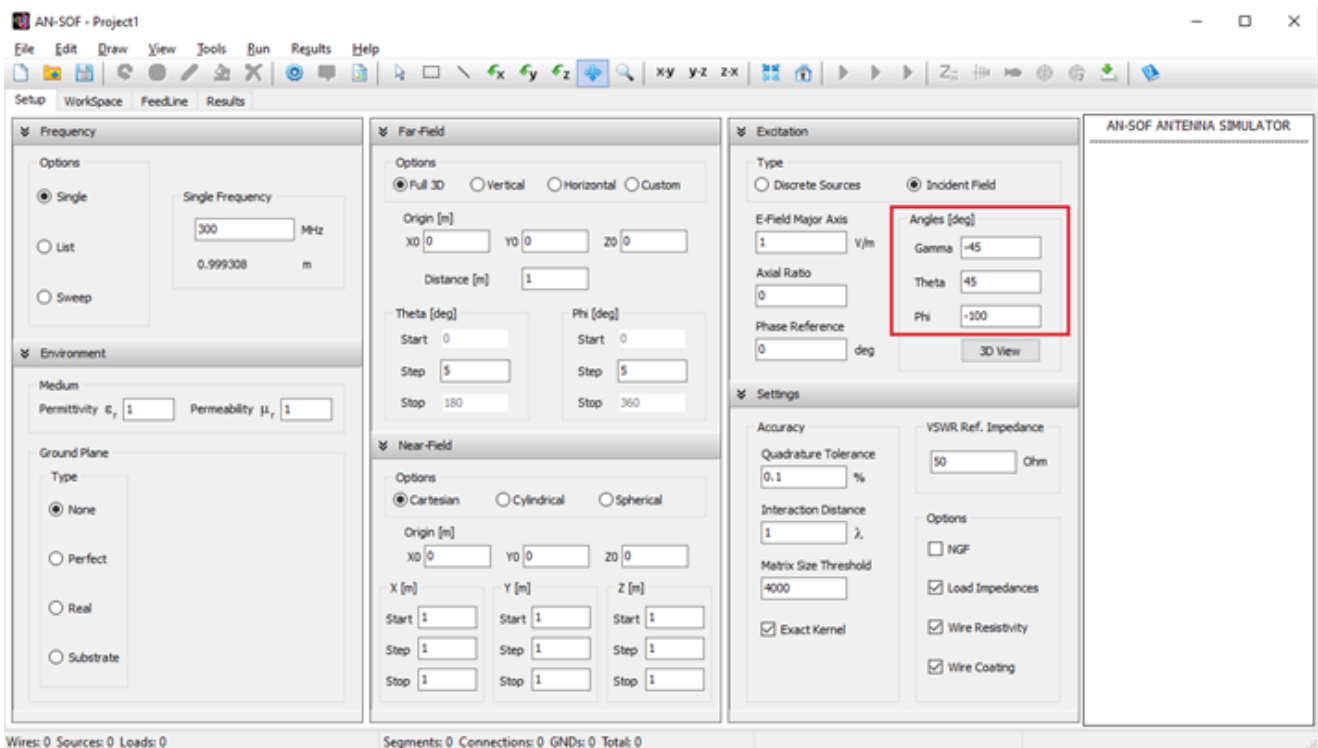 AN-SOF - Project1
File Edit Draw View Tools Run Results Help
x-y y-z z-x
Setup WorkSpace FeedLine Results
Frequency
Options
Single
List
Sweep
Single Frequency
300 MHz
0.999308 m
Environment
Medium
Permittivity εr 1 Permeability μr 1
Ground Plane
Type
None
Perfect
Real
Substrate
Far-Field
Options
Full 3D Vertical Horizontal Custom
Origin [m]
X0 0 Y0 0 Z0 0
Distance [m] 1
Theta [deg]
Start 0
Step 5
Stop 180
Phi [deg]
Start 0
Step 5
Stop 360
Near-Field
Options
Cartesian Cylindrical Spherical
Origin [m]
X0 0 Y0 0 Z0 0
X [m] Y [m] Z [m]
Start 1 Start 1 Start 1
Step 1 Step 1 Step 1
Stop 1 Stop 1 Stop 1
Excitation
Type
Discrete Sources Incident Field
E-Field Major Axis
1 V/m
Axial Ratio
0
Phase Reference
0 deg
Angles [deg]
Gamma -45
Theta 45
Phi -100
3D View
Settings
Accuracy
Quadrature Tolerance
0.1 %
Interaction Distance
1 λ
Matrix Size Threshold
4000
Exact Kernel
VSWR Ref. Impedance
50 Ohm
Options
NGF
Load Impedances
Wire Resistivity
Wire Coating
AN-SOF ANTENNA SIMULATOR
Wires: 0 Sources: 0 Loads: 0 Segments: 0 Connections: 0 GNDs: 0 Total: 0